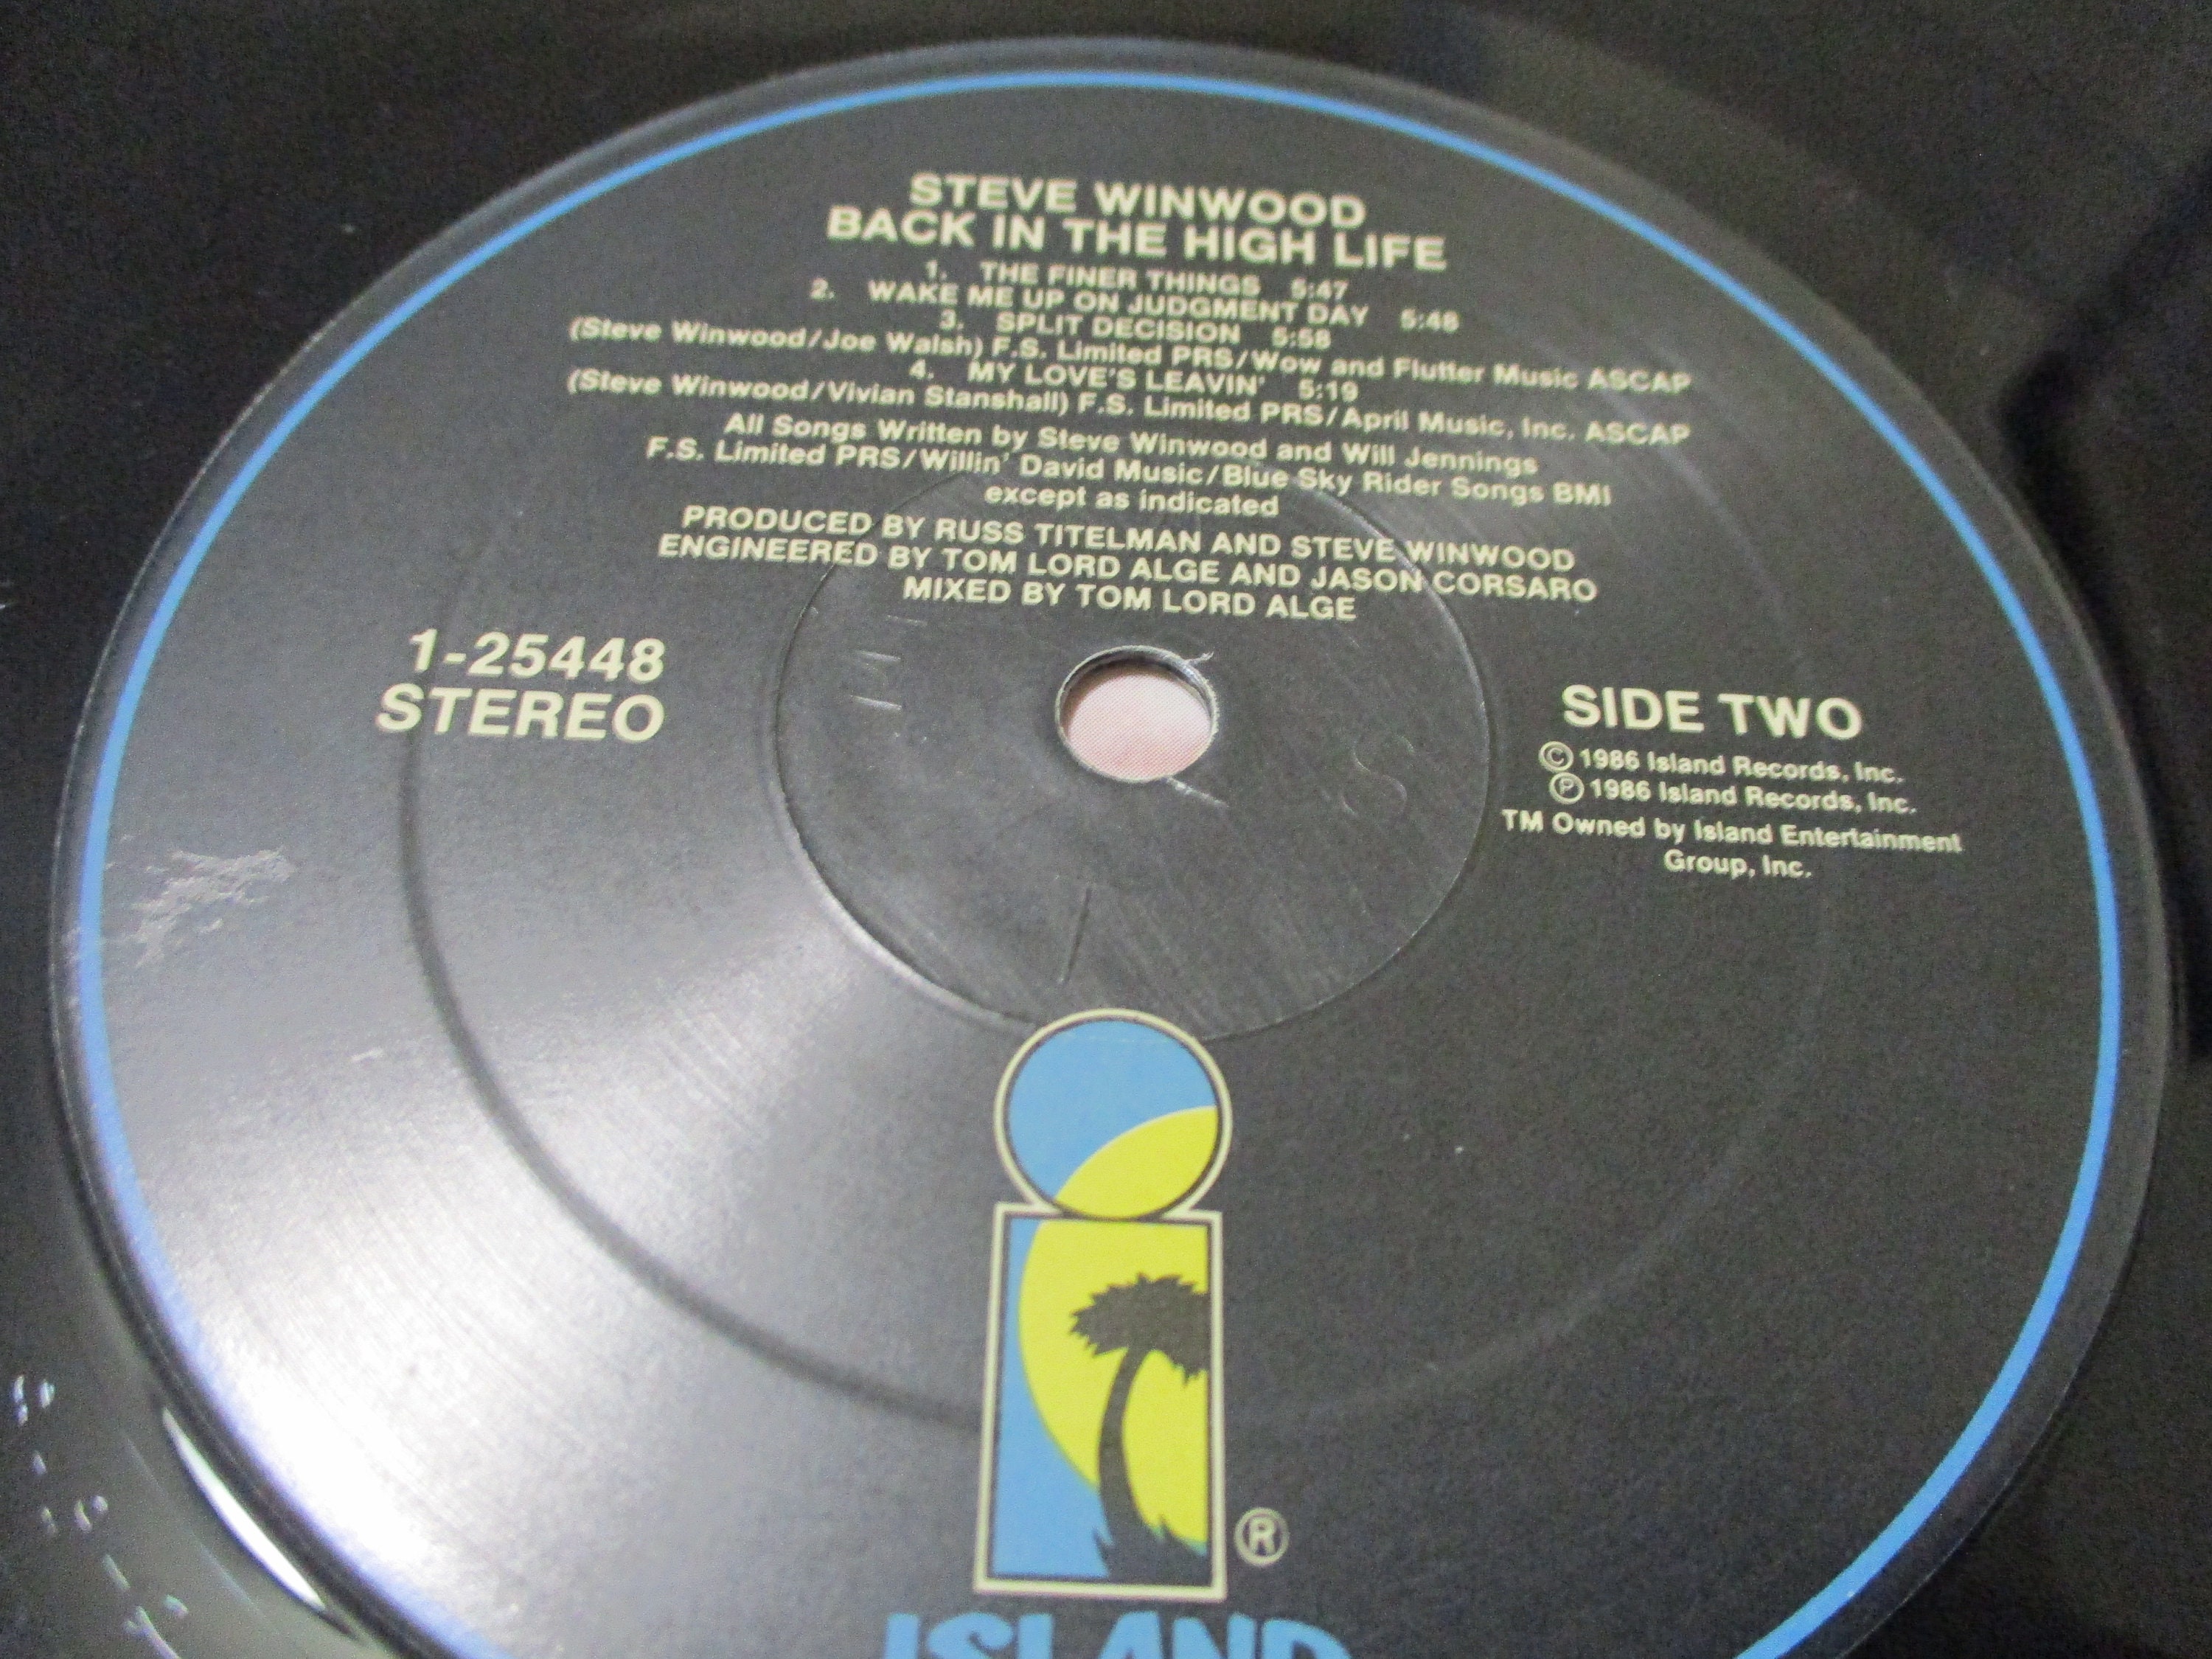 STEVE WINWOOD
BACK IN THE HIGH LIFE
1. THE FINER THINGS 5:47
2. WAKE ME UP ON JUDGMENT DAY 5:48
3. SPLIT DECISION 5:58
(Steve Winwood/Joe Walsh) F.S. Limited PRS/Wow and Flutter Music ASCAP
4. MY LOVE'S LEAVIN' 5:19
(Steve Winwood/Vivian Stanshall) F.S. Limited PRS/April Music, Inc. ASCAP
All Songs Written by Steve Winwood and Will Jennings
F.S. Limited PRS/Willin' David Music/Blue Sky Rider Songs BMI
except as indicated
PRODUCED BY RUSS TITELMAN AND STEVE WINWOOD
ENGINEERED BY TOM LORD ALGE AND JASON CORSARO
MIXED BY TOM LORD ALGE
1-25448
STEREO
SIDE TWO
© 1986 Island Records, Inc.
℗ 1986 Island Records, Inc.
TM Owned by Island Entertainment
Group, Inc.
®
ISLAND